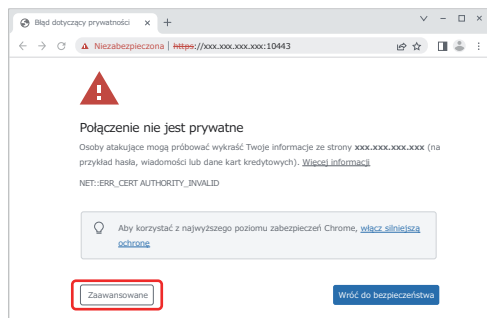 Błąd dotyczący prywatności
Niezabezpieczona | https://xxx.xxx.xxx.xxx:10443
Połączenie nie jest prywatne
Osoby atakujące mogą próbować wykraść Twoje informacje ze strony xxx.xxx.xxx.xxx (na
przykład hasła, wiadomości lub dane kart kredytowych). Więcej informacji
NET::ERR_CERT AUTHORITY_INVALID
Aby korzystać z najwyższego poziomu zabezpieczeń Chrome, włącz silniejszą
ochronę
Zaawansowane
Wróć do bezpieczeństwa